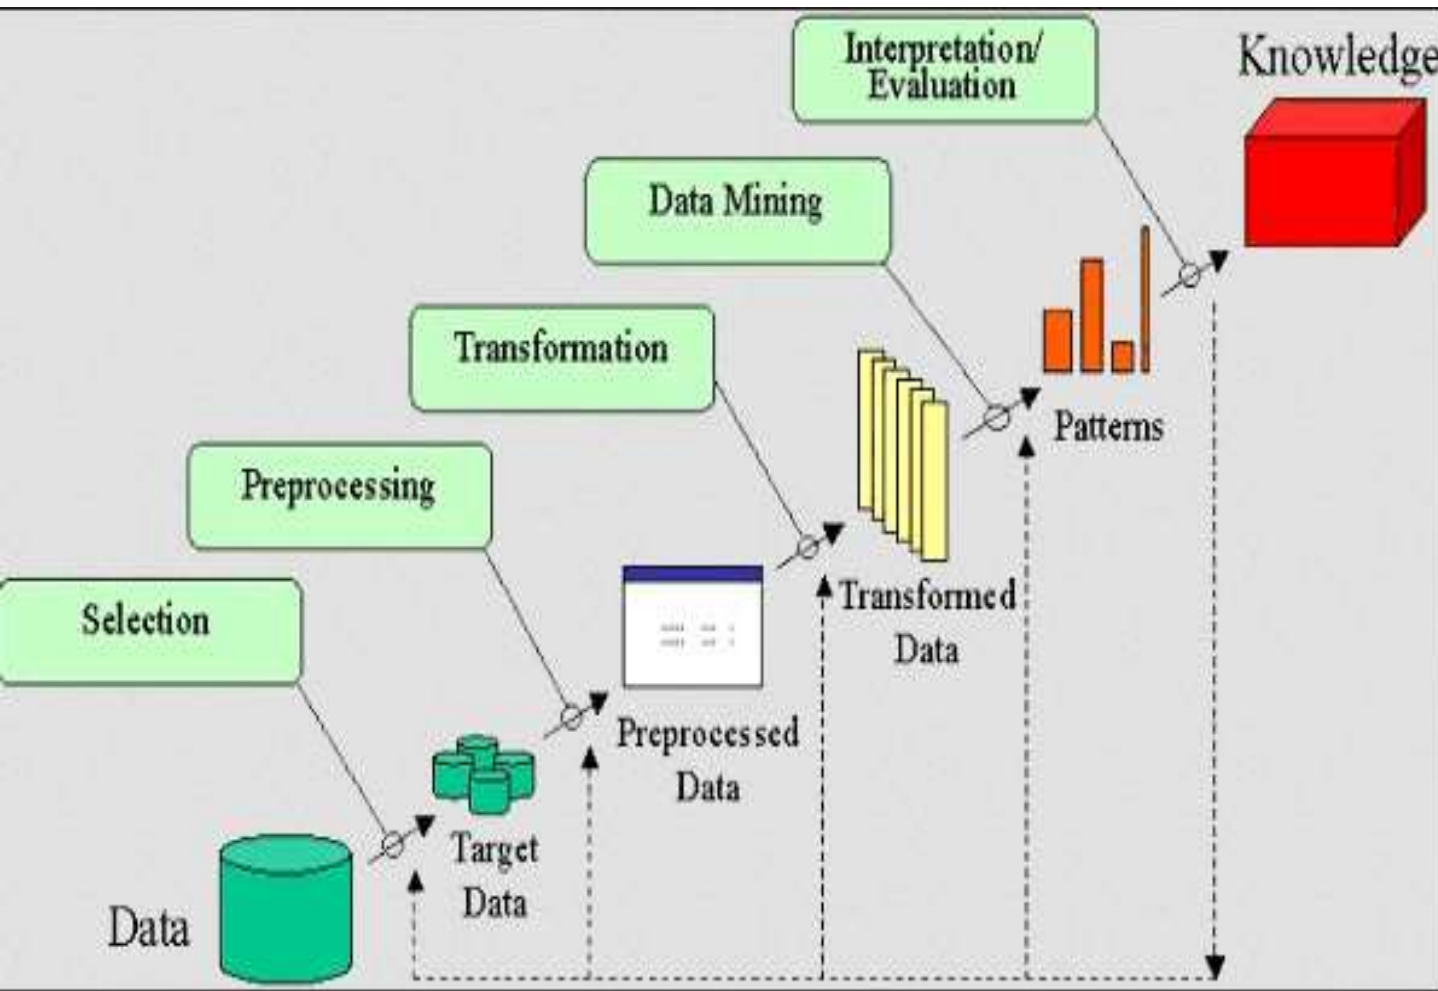 Interpretation/
Evaluation
Knowledge
Data Mining
Transformation
Patterns
Preprocessing
Transformed
Data
Selection
Preprocessed
Data
Target
Data
Data